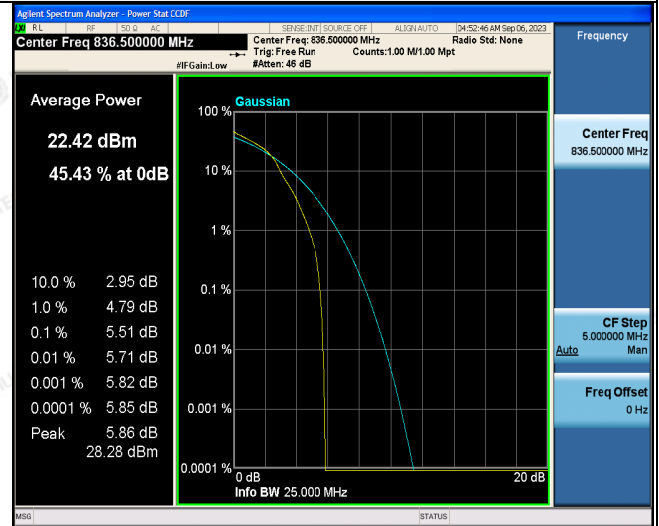 Agilent Spectrum Analyzer - Power Stat CCDF
RL RF 50 Ω AC SENSE:INT SOURCE OFF ALIGN AUTO 04:52:46 AM Sep 06, 2023
Center Freq 836.500000 MHz
Center Freq: 836.500000 MHz Radio Std: None
Trig: Free Run Counts:1.00 M/1.00 Mpt
#IFGain:Low #Atten: 46 dB
Frequency
Average Power
22.42 dBm
45.43 % at 0dB
10.0 % 2.95 dB
1.0 % 4.79 dB
0.1 % 5.51 dB
0.01 % 5.71 dB
0.001 % 5.82 dB
0.0001 % 5.85 dB
Peak 5.86 dB
28.28 dBm
Gaussian
100 %
10 %
1 %
0.1 %
0.01 %
0.001 %
0.0001 %
0 dB 20 dB
Info BW 25.000 MHz
Center Freq
836.500000 MHz
CF Step
5.000000 MHz
Auto Man
Freq Offset
0 Hz
MSG STATUS